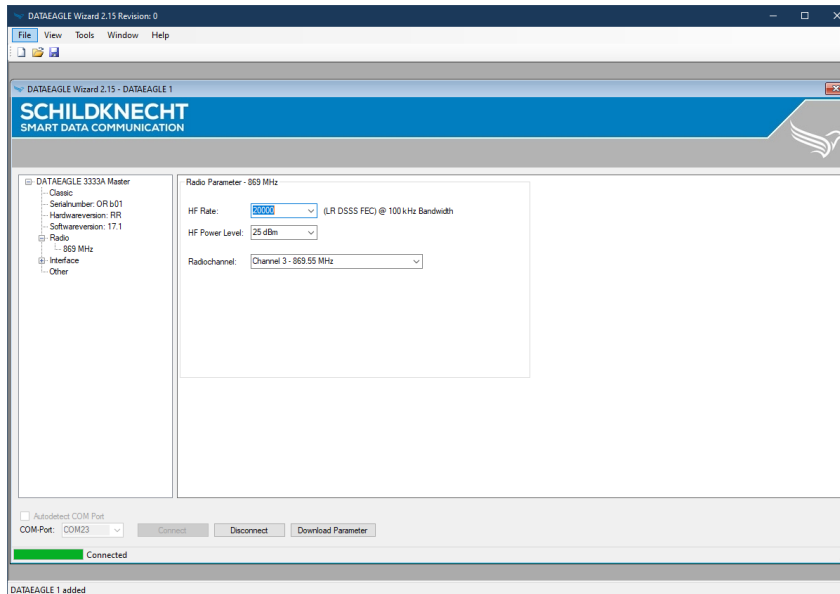 DATAEAGLE Wizard 2.15 Revision: 0
File View Tools Window Help
DATAEAGLE Wizard 2.15 - DATAEAGLE 1
SCHILDKNECHT
SMART DATA COMMUNICATION
DATAEAGLE 3333A Master
Classic
Serialnumber: OR b01
Hardwareversion: RR
Softwareversion: 17.1
Radio
869 MHz
Interface
Other
Radio Parameter - 869 MHz
HF Rate: 20000 (LR DSSS FEC) @ 100 kHz Bandwidth
HF Power Level: 25 dBm
Radiochannel: Channel 3 - 869.55 MHz
Autodetect COM Port
COM-Port: COM23 Connect Disconnect Download Parameter
Connected
DATAEAGLE 1 added